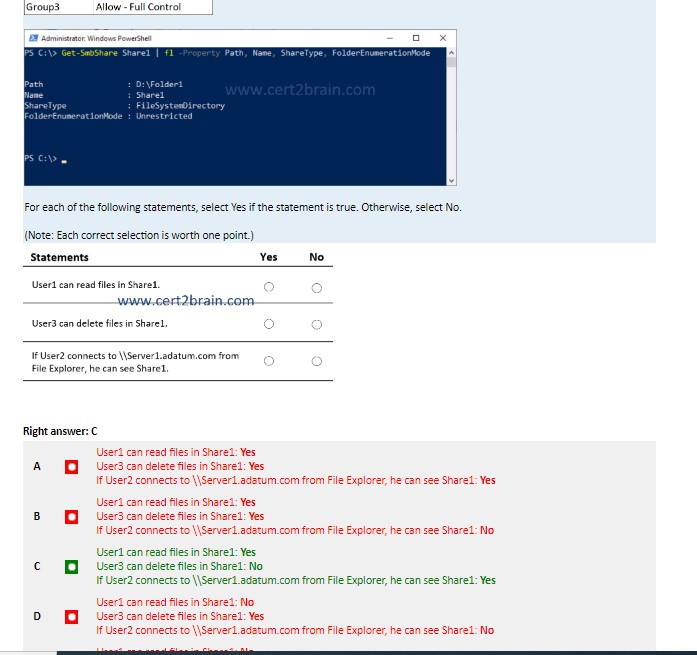 Group3 Allow - Full Control
Administrator: Windows PowerShell
PS C:\> Get-SmbShare Share1 | fl -Property Path, Name, ShareType, FolderEnumerationMode
www.cert2brain.com
Path : D:\Folder1
Name : Share1
ShareType : FileSystemDirectory
FolderEnumerationMode : Unrestricted
PS C:\>
For each of the following statements, select Yes if the statement is true. Otherwise, select No.
(Note: Each correct selection is worth one point.)
Statements Yes No
User1 can read files in Share1.
www.cert2brain.com
User3 can delete files in Share1.
If User2 connects to \\Server1.adatum.com from
File Explorer, he can see Share1.
Right answer: C
User1 can read files in Share1: Yes
A User3 can delete files in Share1: Yes
If User2 connects to \\Server1.adatum.com from File Explorer, he can see Share1: Yes
User1 can read files in Share1: Yes
B User3 can delete files in Share1: Yes
If User2 connects to \\Server1.adatum.com from File Explorer, he can see Share1: No
User1 can read files in Share1: Yes
C User3 can delete files in Share1: No
If User2 connects to \\Server1.adatum.com from File Explorer, he can see Share1: Yes
User1 can read files in Share1: No
D User3 can delete files in Share1: Yes
If User2 connects to \\Server1.adatum.com from File Explorer, he can see Share1: No